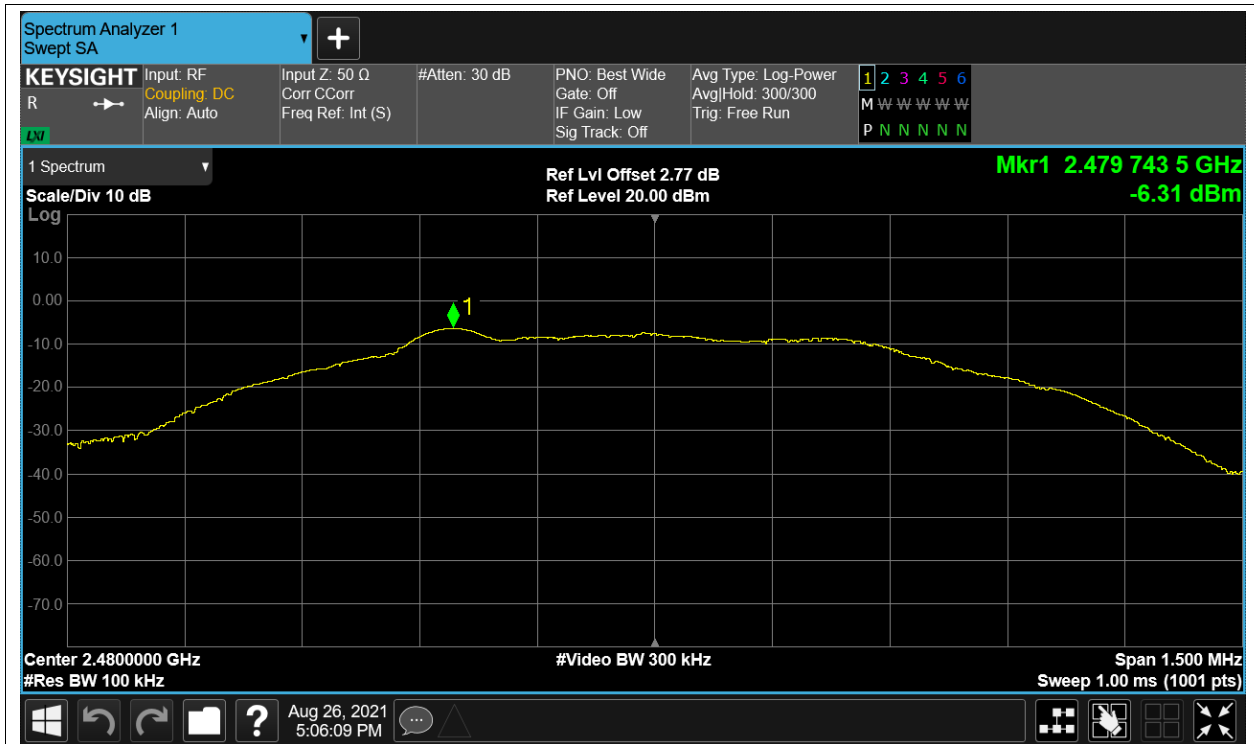 Spectrum Analyzer 1
Swept SA
+
KEYSIGHT
R
LXI
Input: RF
Coupling: DC
Align: Auto
Input Z: 50 Ω
Corr CCorr
Freq Ref: Int (S)
#Atten: 30 dB
PNO: Best Wide
Gate: Off
IF Gain: Low
Sig Track: Off
Avg Type: Log-Power
Avg|Hold: 300/300
Trig: Free Run
1 2 3 4 5 6
M W W W W W
P N N N N N
1 Spectrum
Scale/Div 10 dB
Log
Ref Lvl Offset 2.77 dB
Ref Level 20.00 dBm
Mkr1 2.479 743 5 GHz
-6.31 dBm
10.0
0.00
-10.0
-20.0
-30.0
-40.0
-50.0
-60.0
-70.0
1
Center 2.4800000 GHz
#Res BW 100 kHz
#Video BW 300 kHz
Span 1.500 MHz
Sweep 1.00 ms (1001 pts)
?
Aug 26, 2021
5:06:09 PM